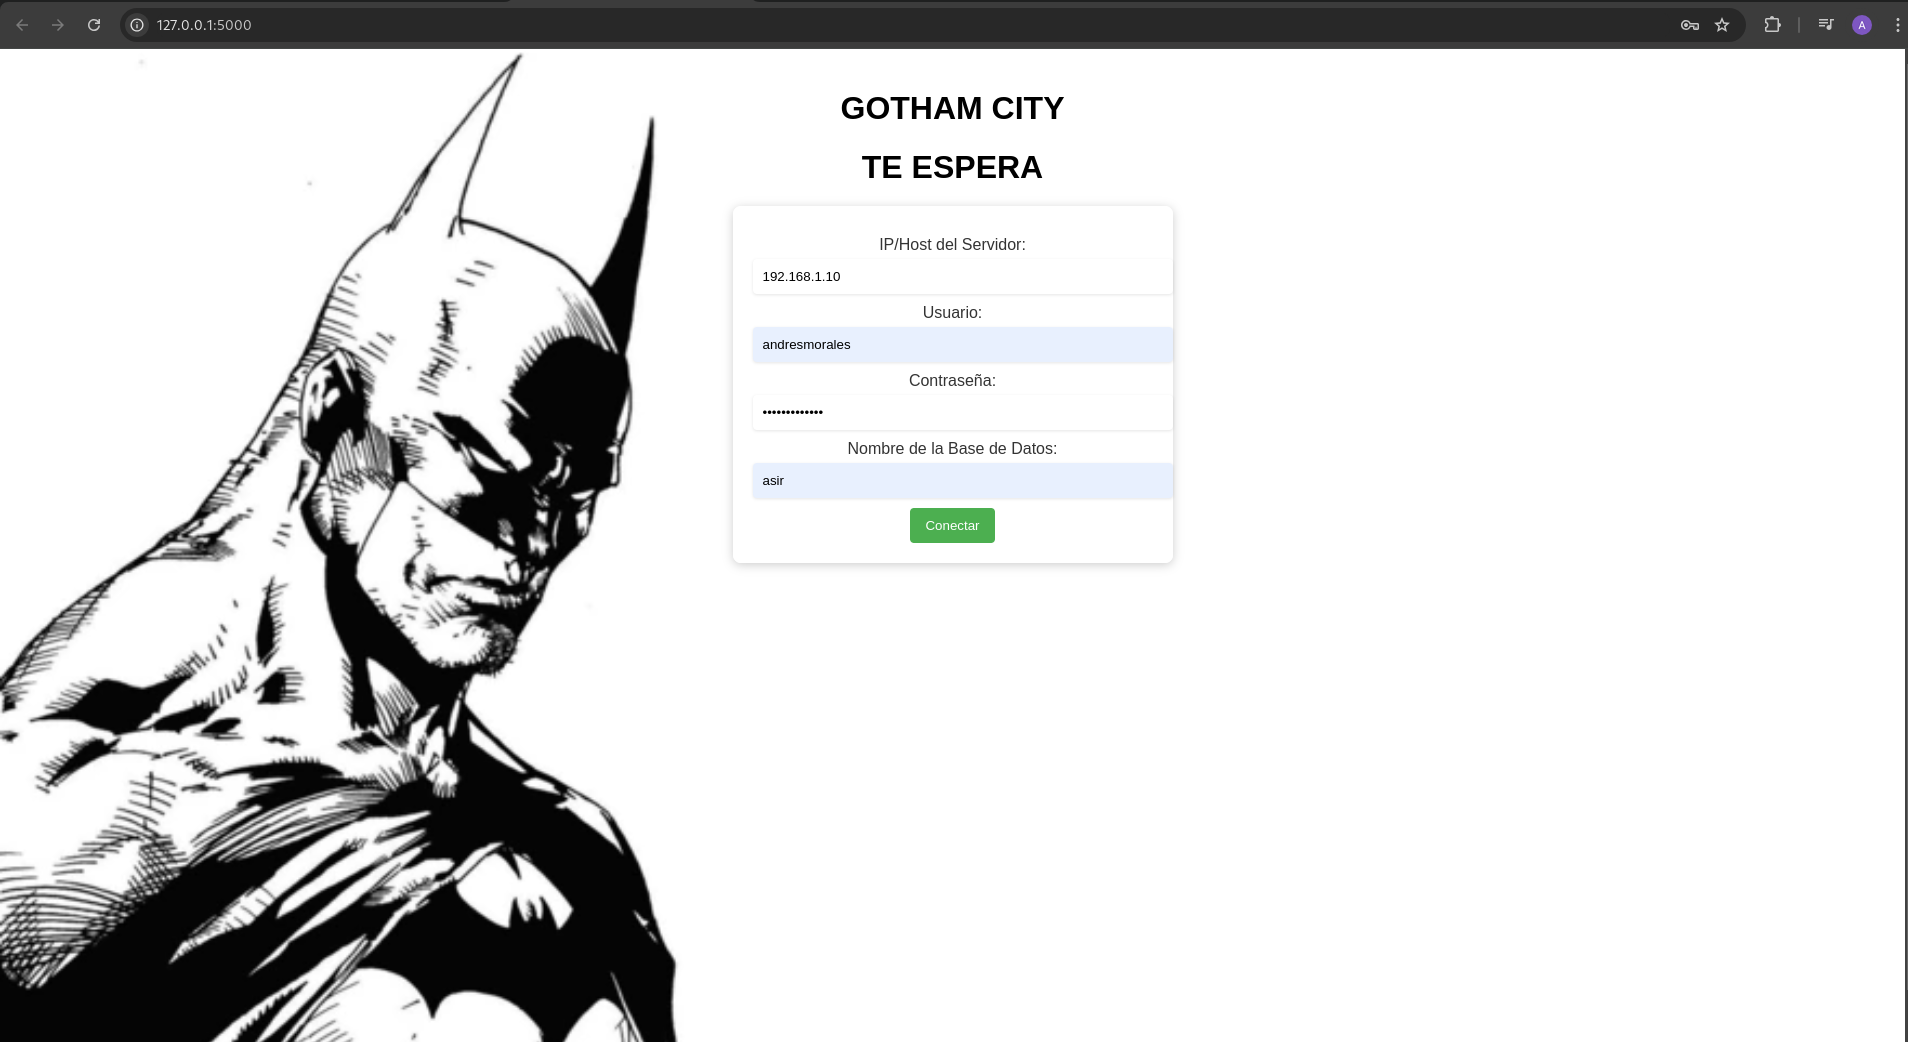 127.0.0.1:5000
A
GOTHAM CITY
TE ESPERA
IP/Host del Servidor:
192.168.1.10
Usuario:
andresmorales
Contraseña:
•••••••••••••
Nombre de la Base de Datos:
asir
Conectar